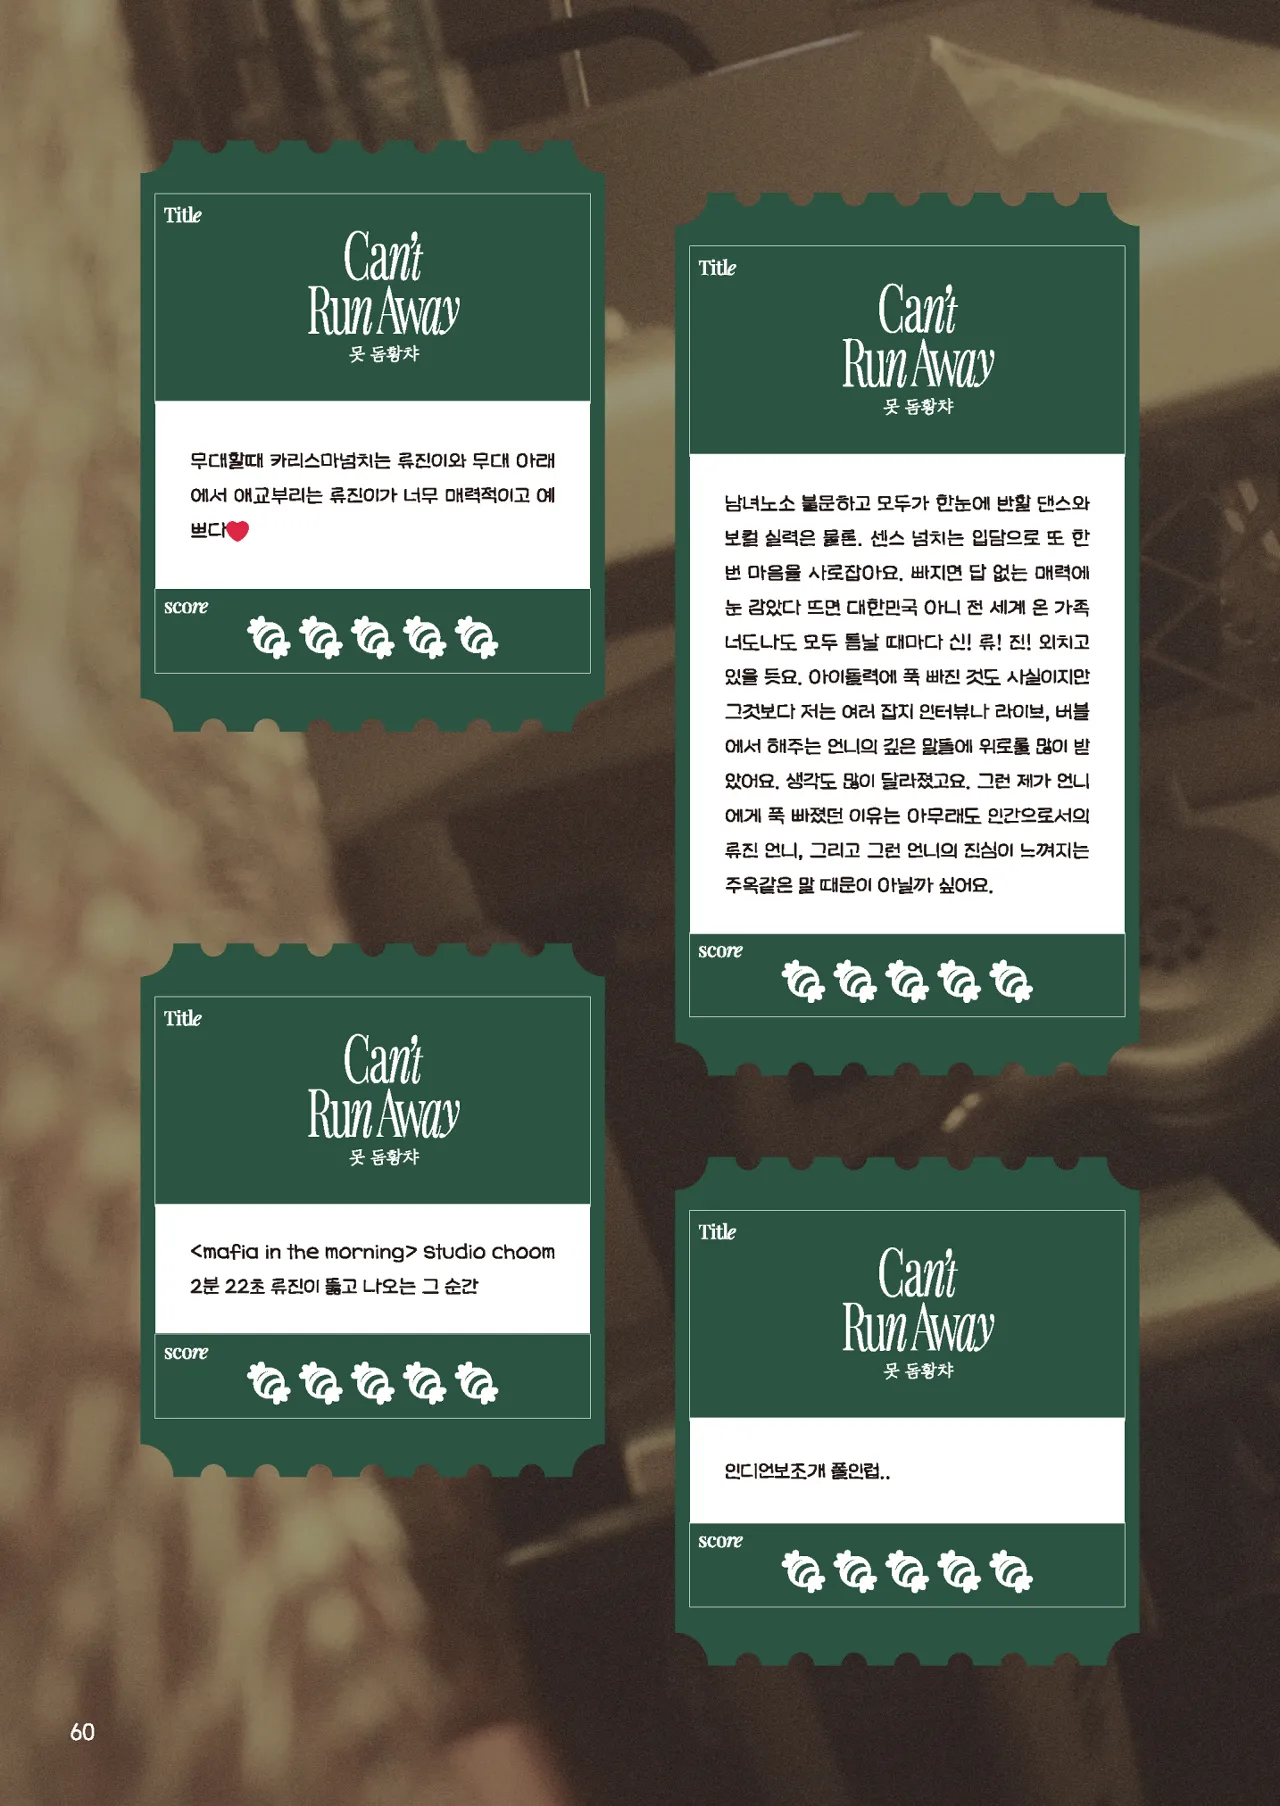 Title
Can't
Run Away
못 돔황챠
무대할때 카리스마넘치는 류진이와 무대 아래
에서 애교부리는 류진이가 너무 매력적이고 예
쁘다❤
score
Title
Can't
Run Away
못 돔황챠
<mafia in the morning> studio choom
2분 22초 류진이 뚫고 나오는 그 순간
score
Title
Can't
Run Away
못 돔황챠
남녀노소 불문하고 모두가 한눈에 반할 댄스와
보컬 실력은 물론. 센스 넘치는 입담으로 또 한
번 마음을 사로잡아요. 빠지면 답 없는 매력에
눈 감았다 뜨면 대한민국 아니 전 세계 온 가족
너도나도 모두 틈날 때마다 신! 류! 진! 외치고
있을 듯요. 아이돌력에 푹 빠진 것도 사실이지만
그것보다 저는 여러 잡지 인터뷰나 라이브, 버블
에서 해주는 언니의 깊은 말들에 위로를 많이 받
았어요. 생각도 많이 달라졌고요. 그런 제가 언니
에게 푹 빠졌던 이유는 아무래도 인간으로서의
류진 언니, 그리고 그런 언니의 진심이 느껴지는
주옥같은 말 때문이 아닐까 싶어요.
score
Title
Can't
Run Away
못 돔황챠
인디언보조개 폴인럽..
score
60